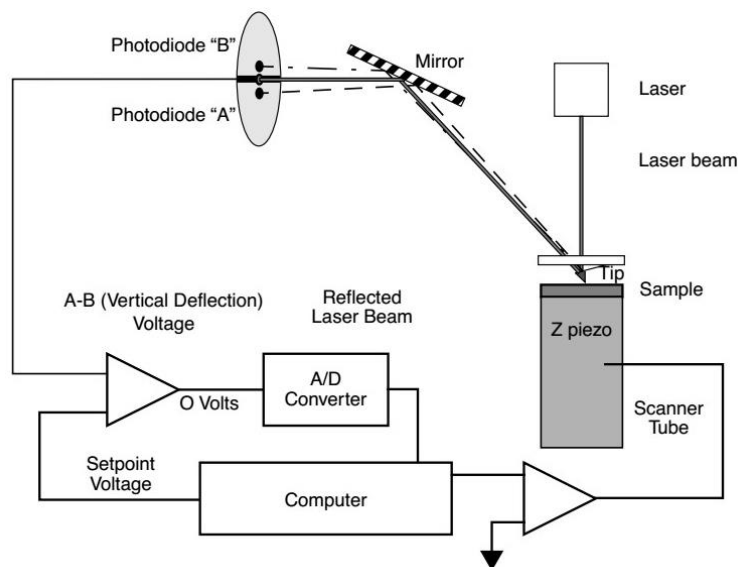 Photodiode “B”
Mirror
Photodiode “A”
Laser
Laser beam
Tip
Sample
A-B (Vertical Deflection)
Voltage
Reflected
Laser Beam
Z piezo
A/D
Converter
O Volts
Scanner
Tube
Setpoint
Voltage
Computer